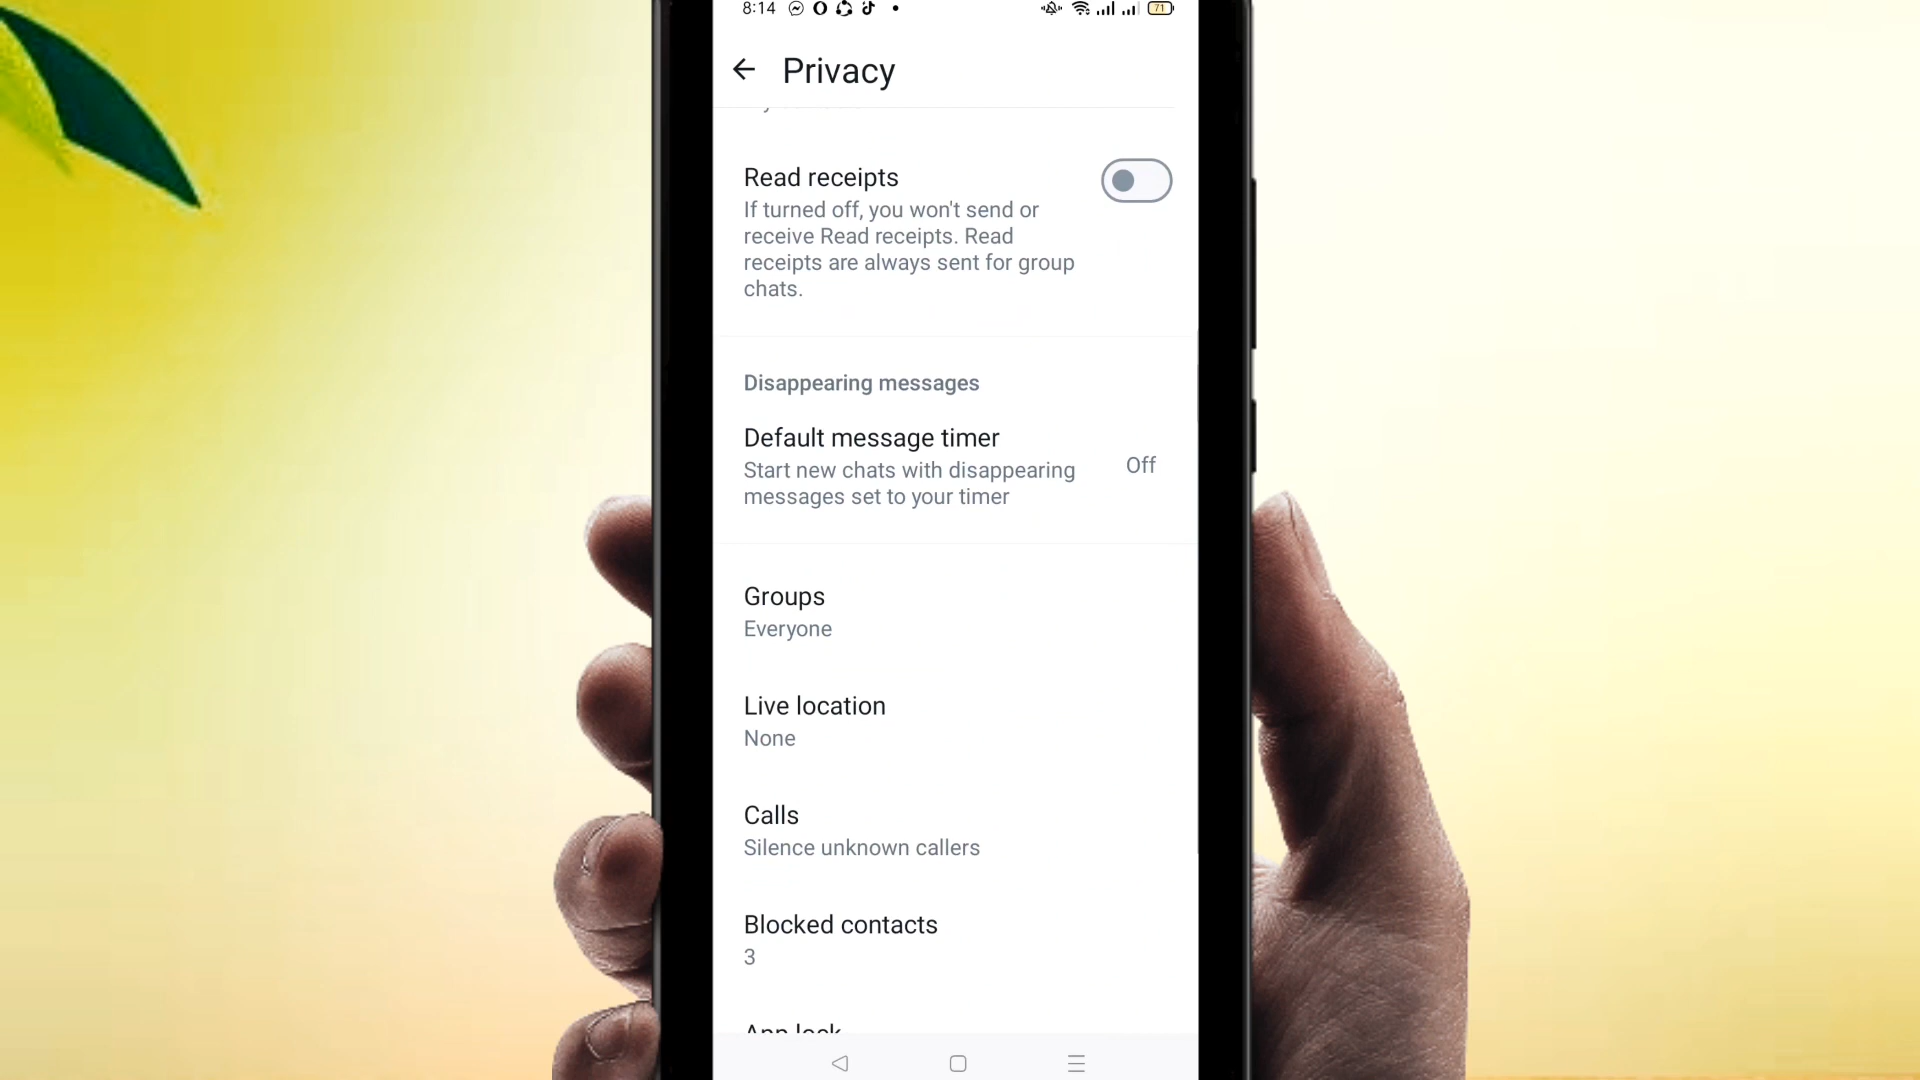 8:14
71
Privacy
Read receipts
If turned off, you won't send or
receive Read receipts. Read
receipts are always sent for group
chats.
Disappearing messages
Default message timer
Start new chats with disappearing
messages set to your timer
Off
Groups
Everyone
Live location
None
Calls
Silence unknown callers
Blocked contacts
3
App lock